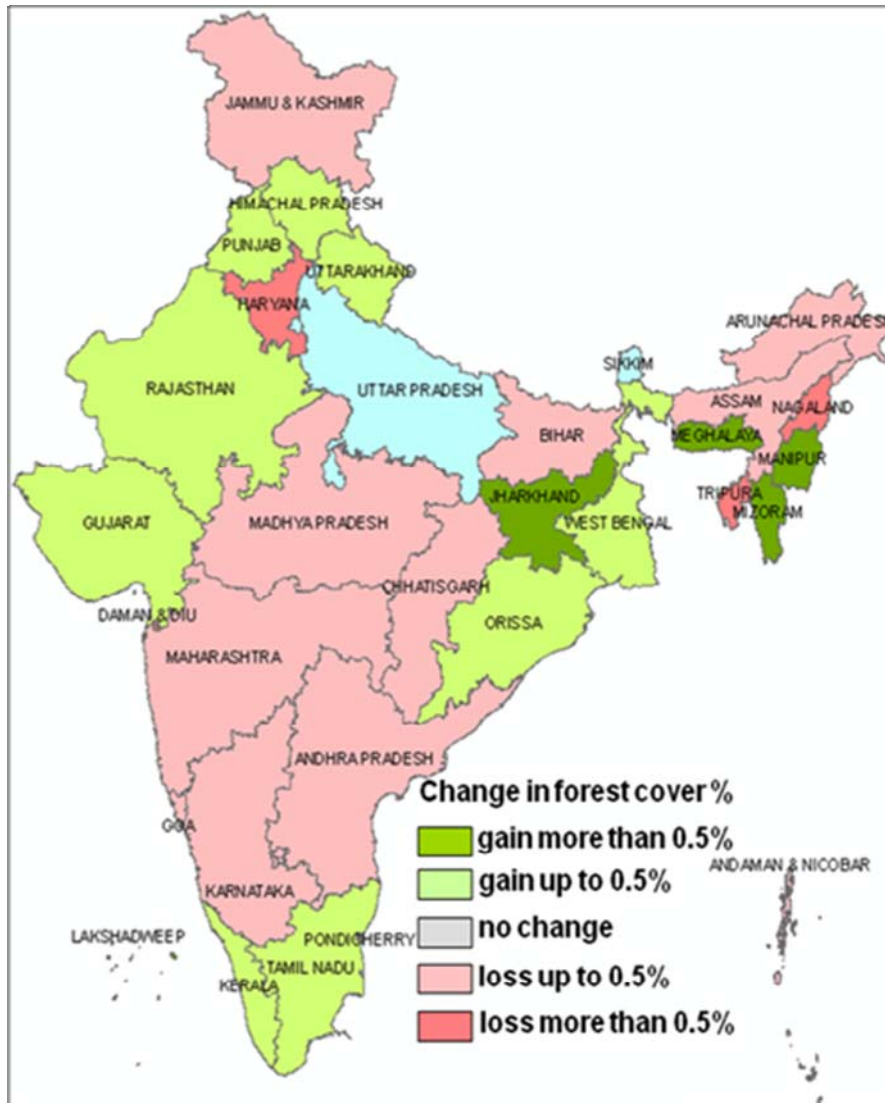 JAMMU & KASHMIR
HIMACHAL PRADESH
PUNJAB
UTTARAKHAND
HARYANA
ARUNACHAL PRADESH
SIKKIM
RAJASTHAN
UTTAR PRADESH
ASSAM
NAGALAND
BIHAR
MEGHALAYA
MANIPUR
JHARKHAND
TRIPURA
MIZORAM
GUJARAT
MADHYA PRADESH
WEST BENGAL
CHHATISGARH
DAMAN & DIU
ORISSA
MAHARASHTRA
ANDHRA PRADESH
GOA
KARNATAKA
LAKSHADWEEP
PONDICHERRY
TAMIL NADU
KERALA
ANDAMAN & NICOBAR
Change in forest cover %
gain more than 0.5%
gain up to 0.5%
no change
loss up to 0.5%
loss more than 0.5%